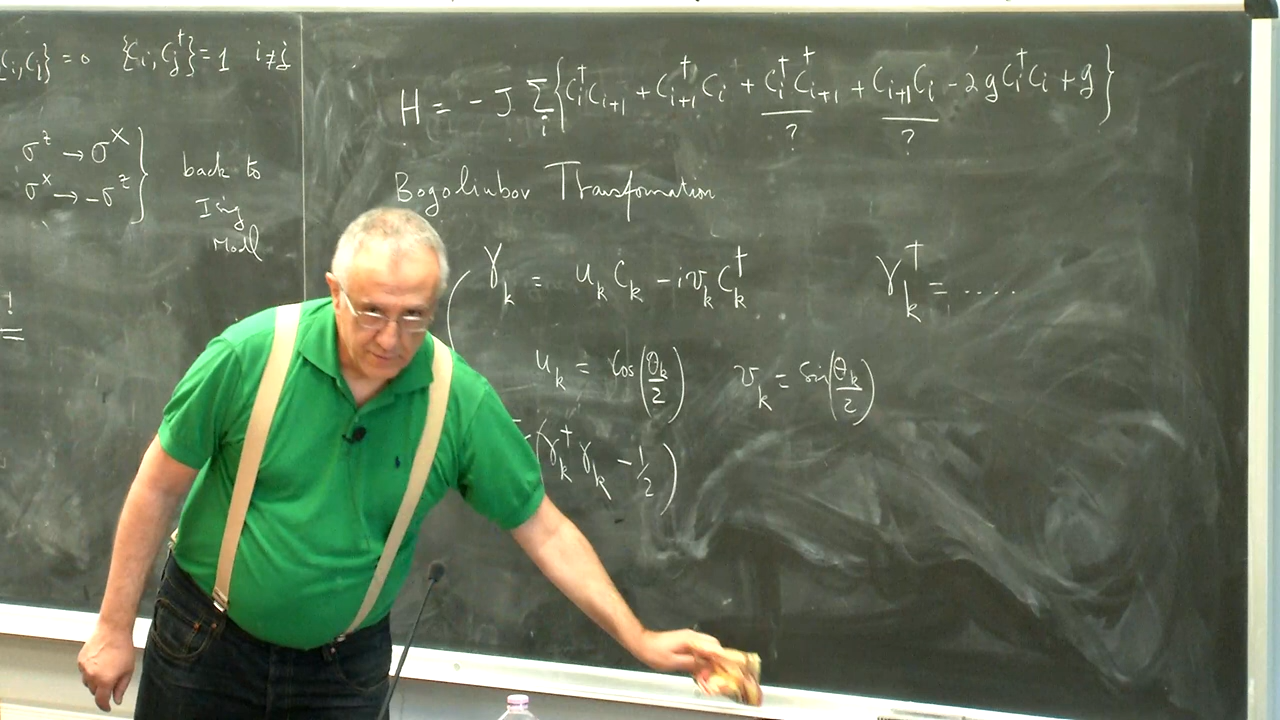 {C_i, C_j} = 0 {C_i, C_j^†} = 1 i≠j
σ^z → σ^x
σ^x → -σ^z
back to
Ising
Modl
!
H = - J Σ_i { C_i^† C_{i+1} + C_{i+1}^† C_i + C_i^† C_{i+1}^† + C_{i+1} C_i - 2 g C_i^† C_i + g }
? ?
Bogoliubov Transformation
γ_k = u_k C_k - i v_k C_k^† γ_k^† = .....
u_k = cos(θ_k/2) v_k = sin(θ_k/2)
(γ_k^† γ_k - 1/2)